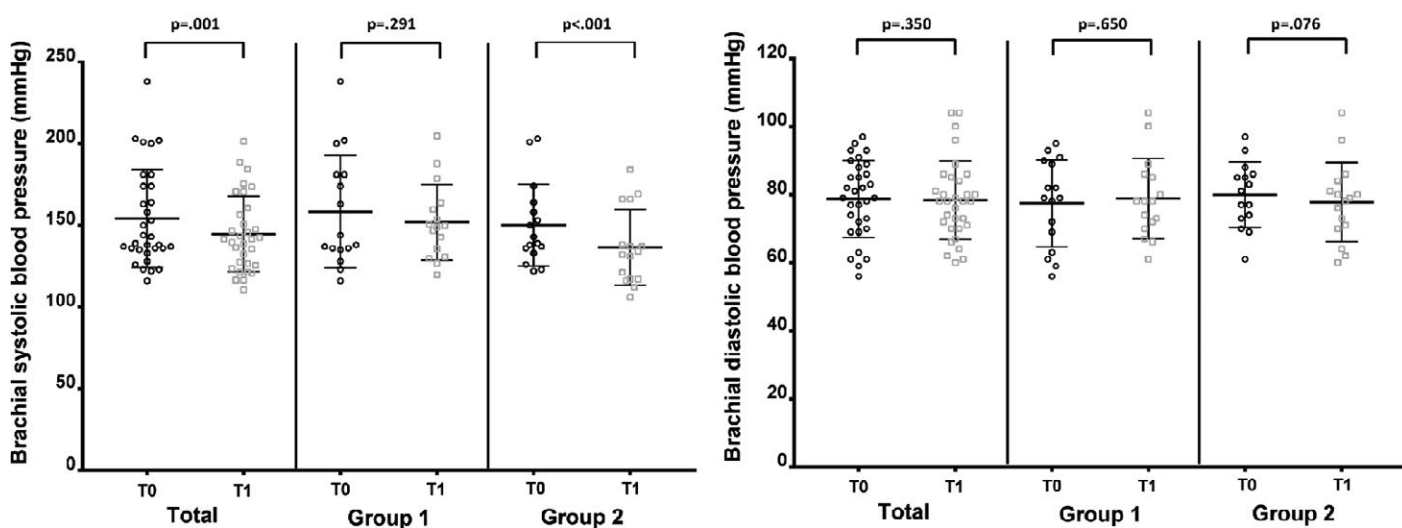 p=.001 p=.291 p<.001
Brachial systolic blood pressure (mmHg)
250
200
150
100
50
0
T0 T1 T0 T1 T0 T1
Total Group 1 Group 2
p=.350 p=.650 p=.076
Brachial diastolic blood pressure (mmHg)
120
100
80
60
40
20
0
T0 T1 T0 T1 T0 T1
Total Group 1 Group 2